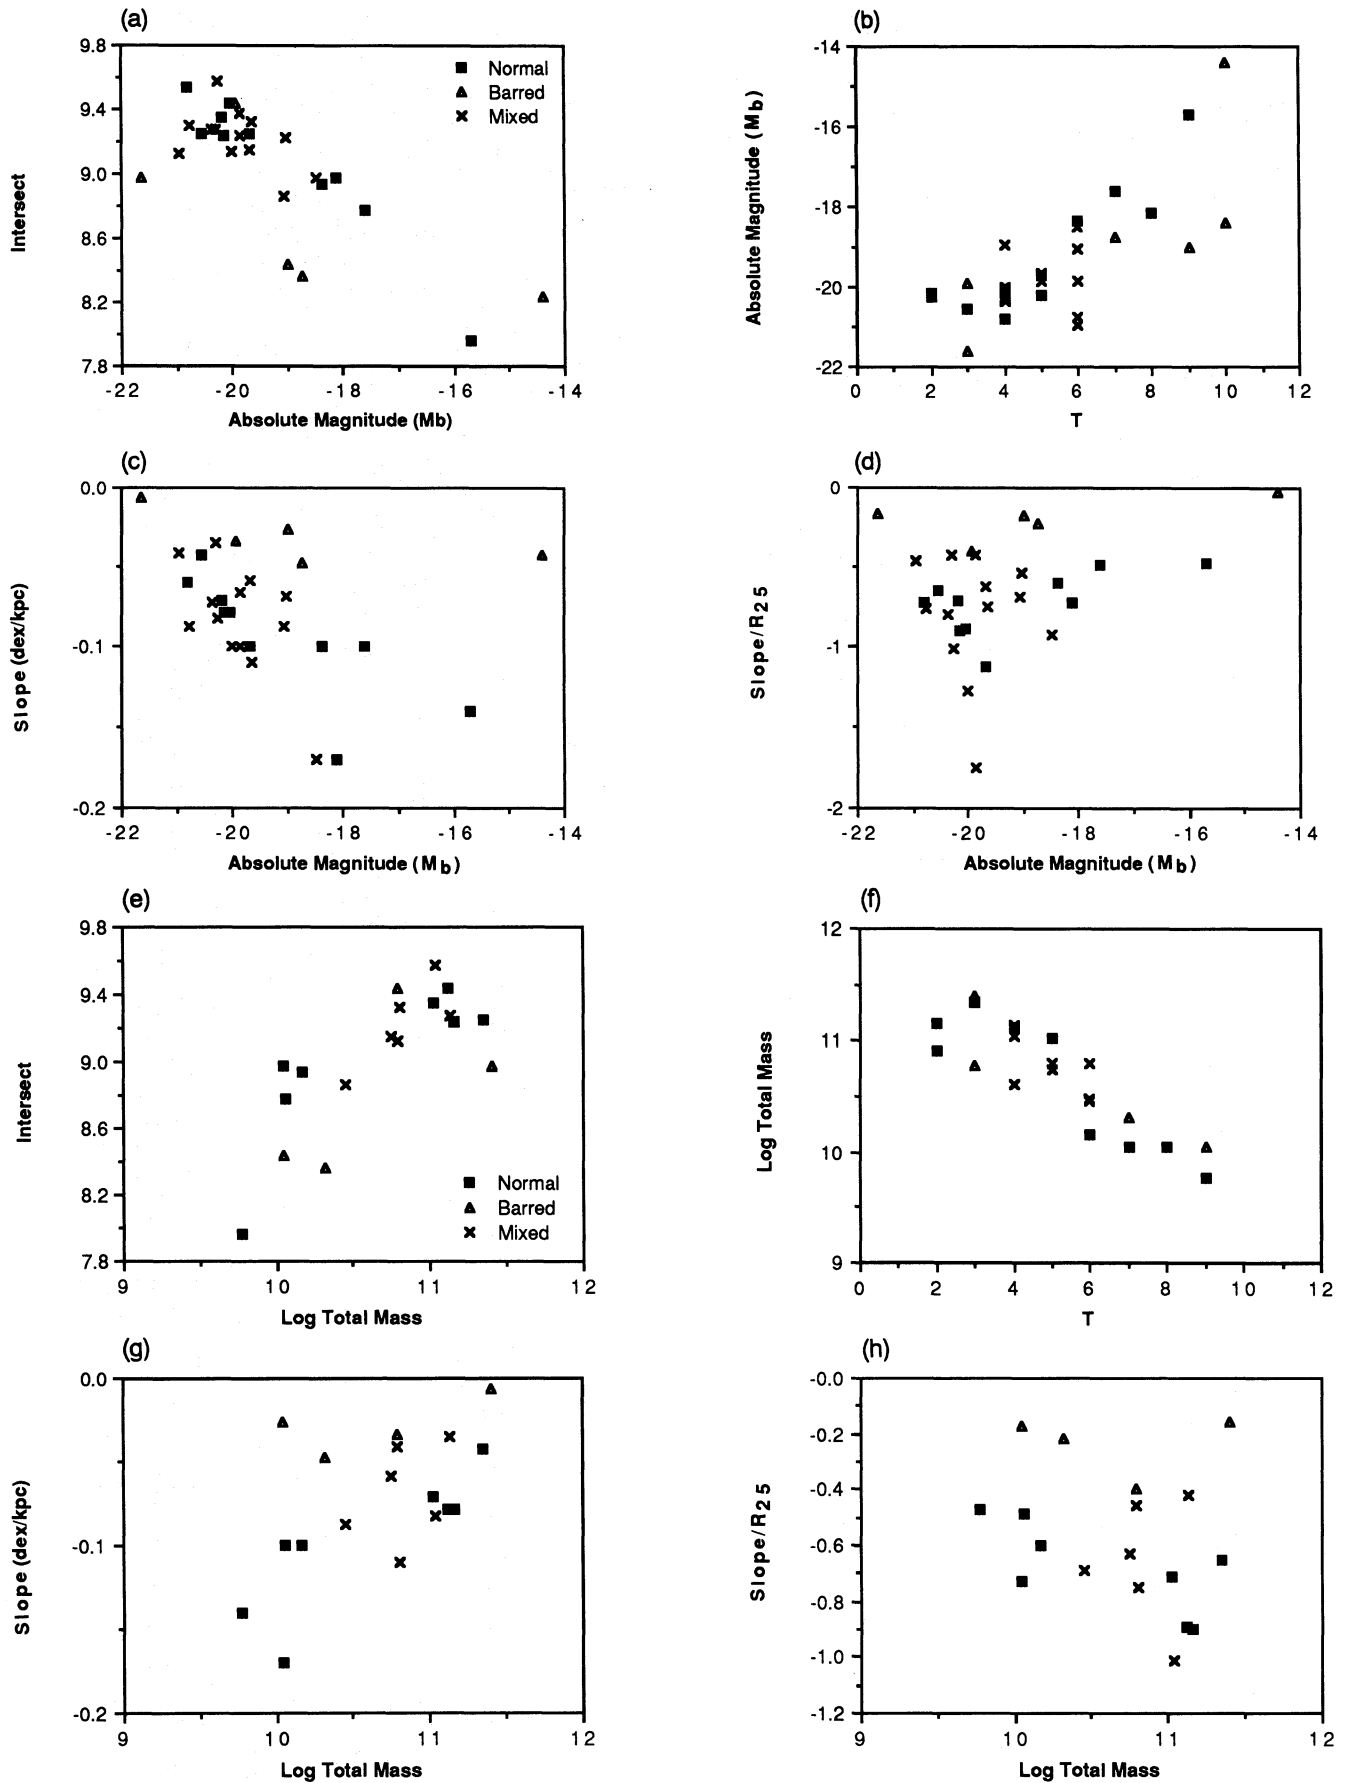 (a)
9.8
9.4
9.0
8.6
8.2
7.8
Intersect
Normal
Barred
Mixed
-22
-20
-18
-16
-14
Absolute Magnitude (Mb)
(b)
-14
-16
-18
-20
-22
Absolute Magnitude (Mb)
0
2
4
6
8
10
12
T
(c)
0.0
-0.1
-0.2
Slope (dex/kpc)
-22
-20
-18
-16
-14
Absolute Magnitude (Mb)
(d)
0
-1
-2
Slope/R25
-22
-20
-18
-16
-14
Absolute Magnitude (Mb)
(e)
9.8
9.4
9.0
8.6
8.2
7.8
Intersect
Normal
Barred
Mixed
9
10
11
12
Log Total Mass
(f)
12
11
10
9
Log Total Mass
0
2
4
6
8
10
12
T
(g)
0.0
-0.1
-0.2
Slope (dex/kpc)
9
10
11
12
Log Total Mass
(h)
-0.0
-0.2
-0.4
-0.6
-0.8
-1.0
-1.2
Slope/R25
9
10
11
12
Log Total Mass